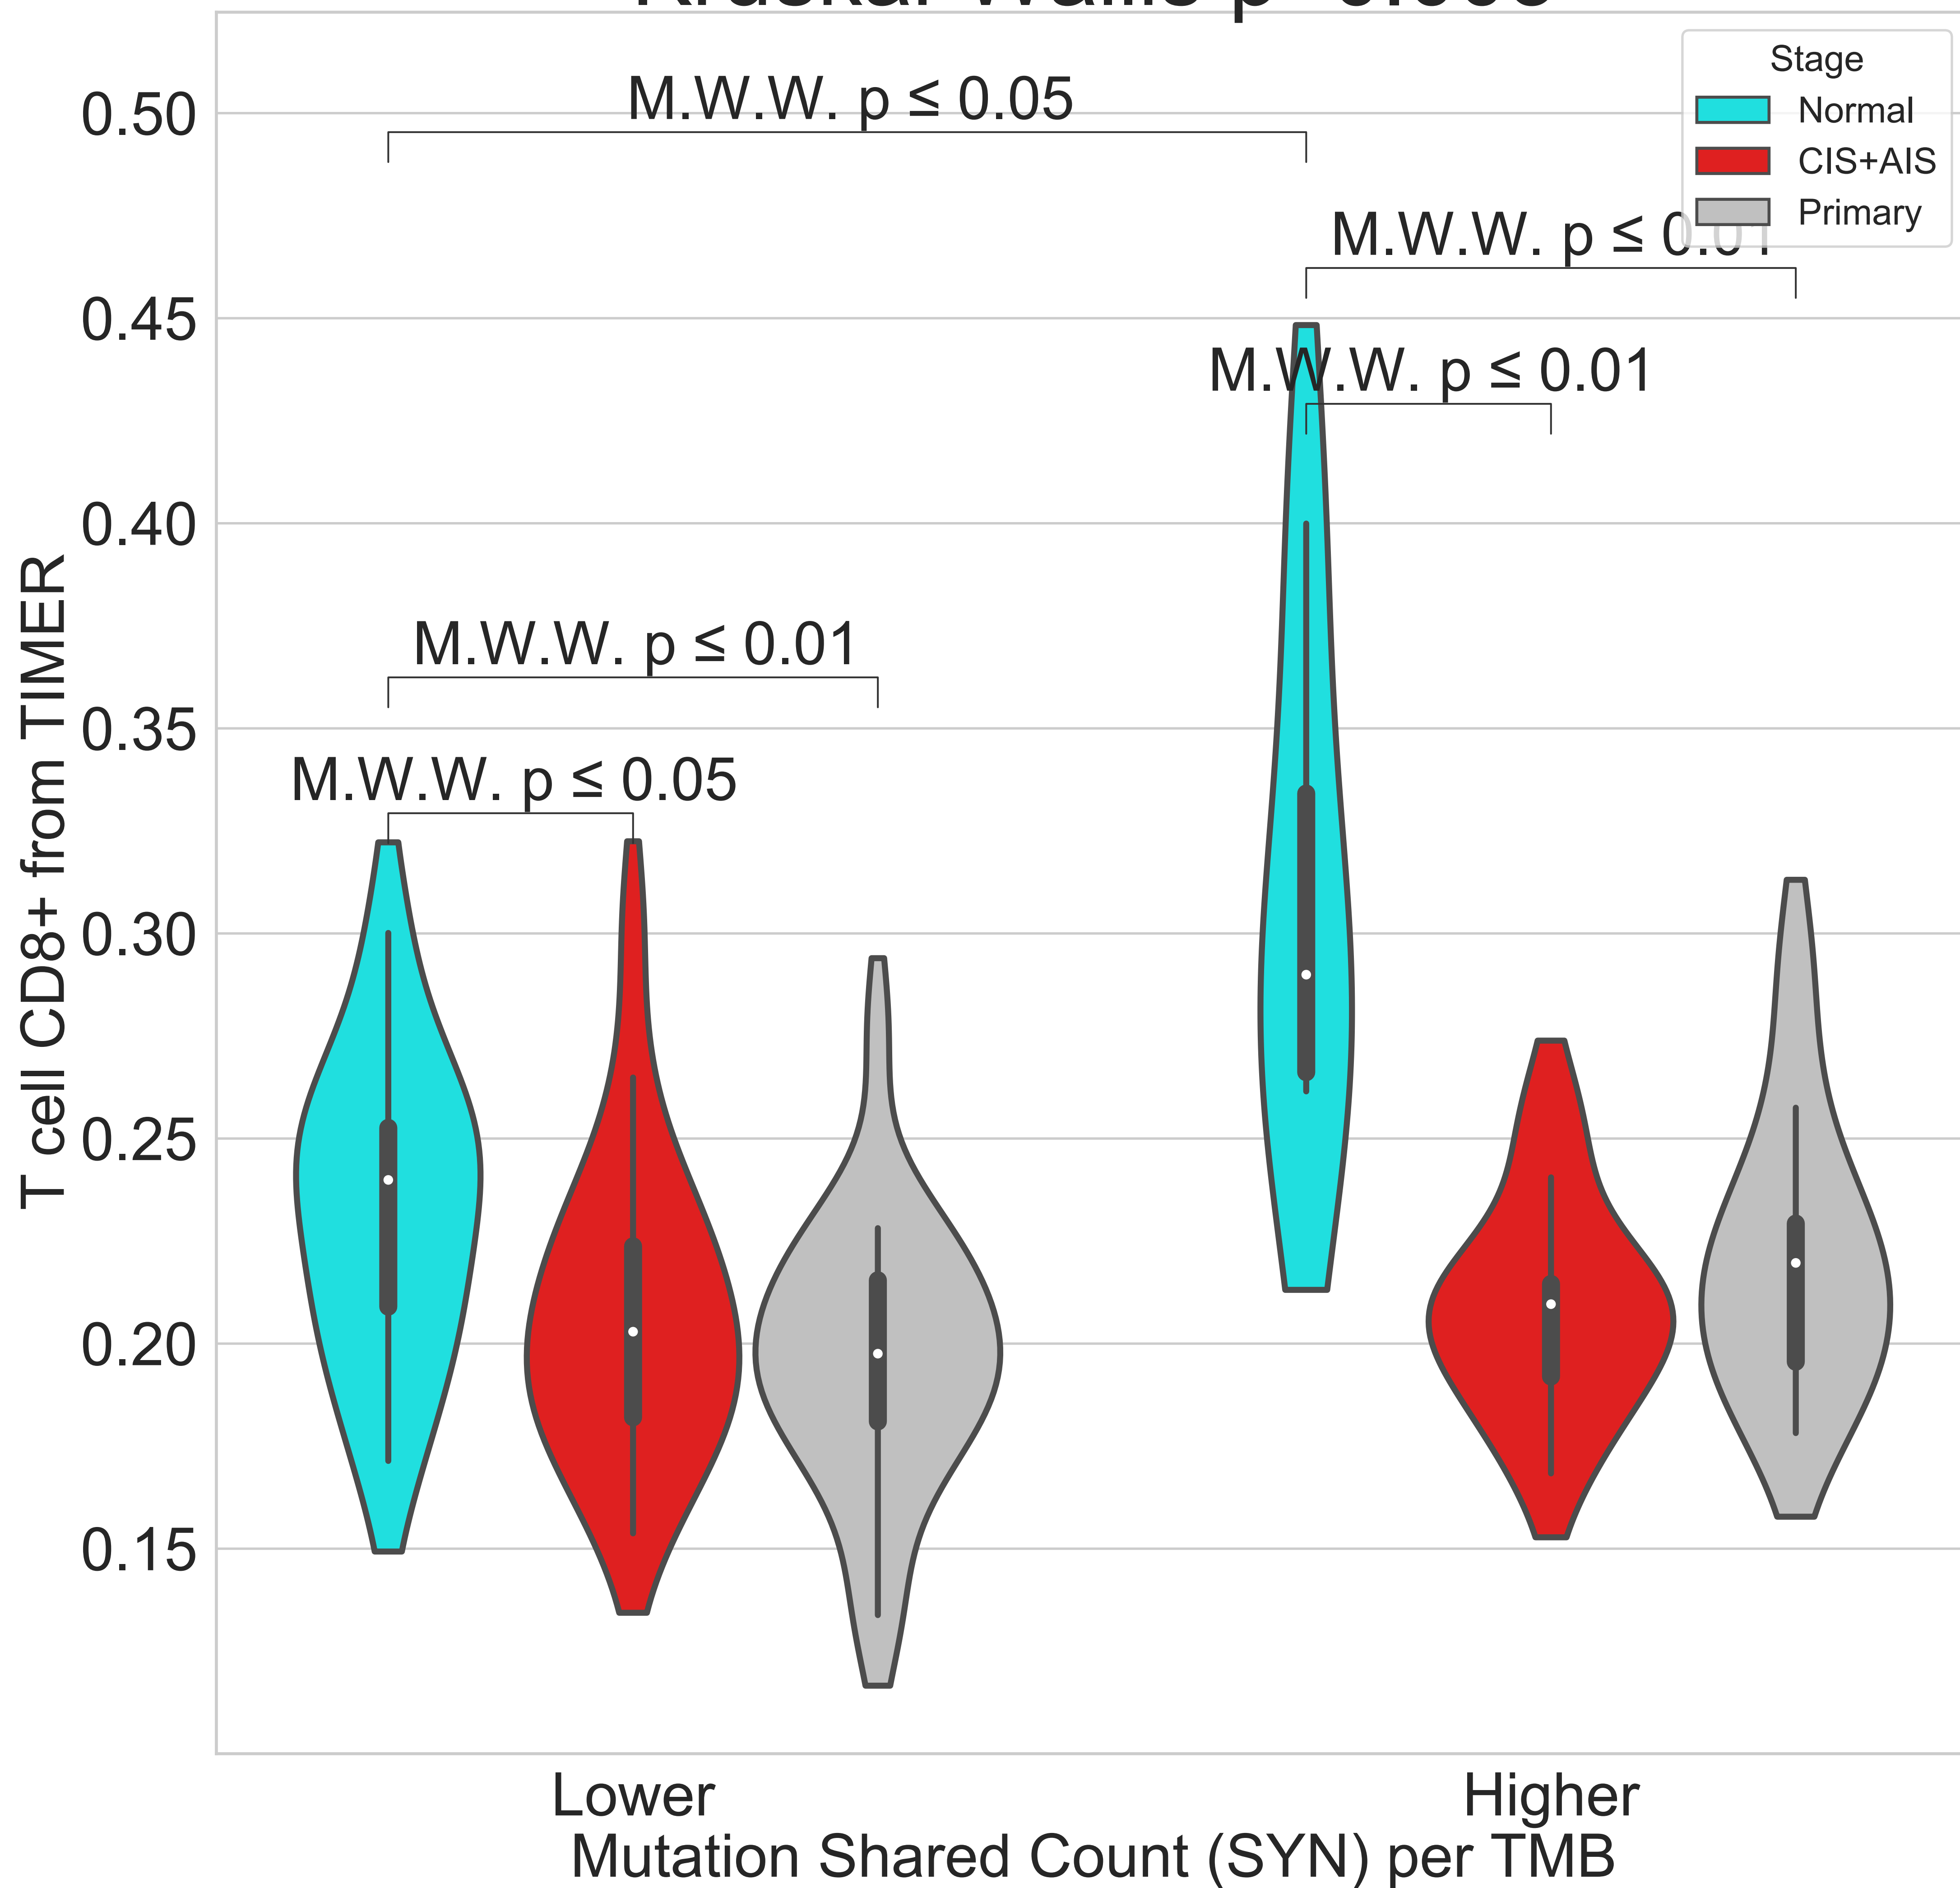 Stage
Normal
CIS+AIS
Primary
M.W.W. p ≤ 0.05
M.W.W. p ≤ 0.01
M.W.W. p ≤ 0.01
M.W.W. p ≤ 0.05
M.W.W. p ≤ 0.01
0.50
0.45
0.40
0.35
0.30
0.25
0.20
0.15
T cell CD8+ from TIMER
Lower
Higher
Mutation Shared Count (SYN) per TMB